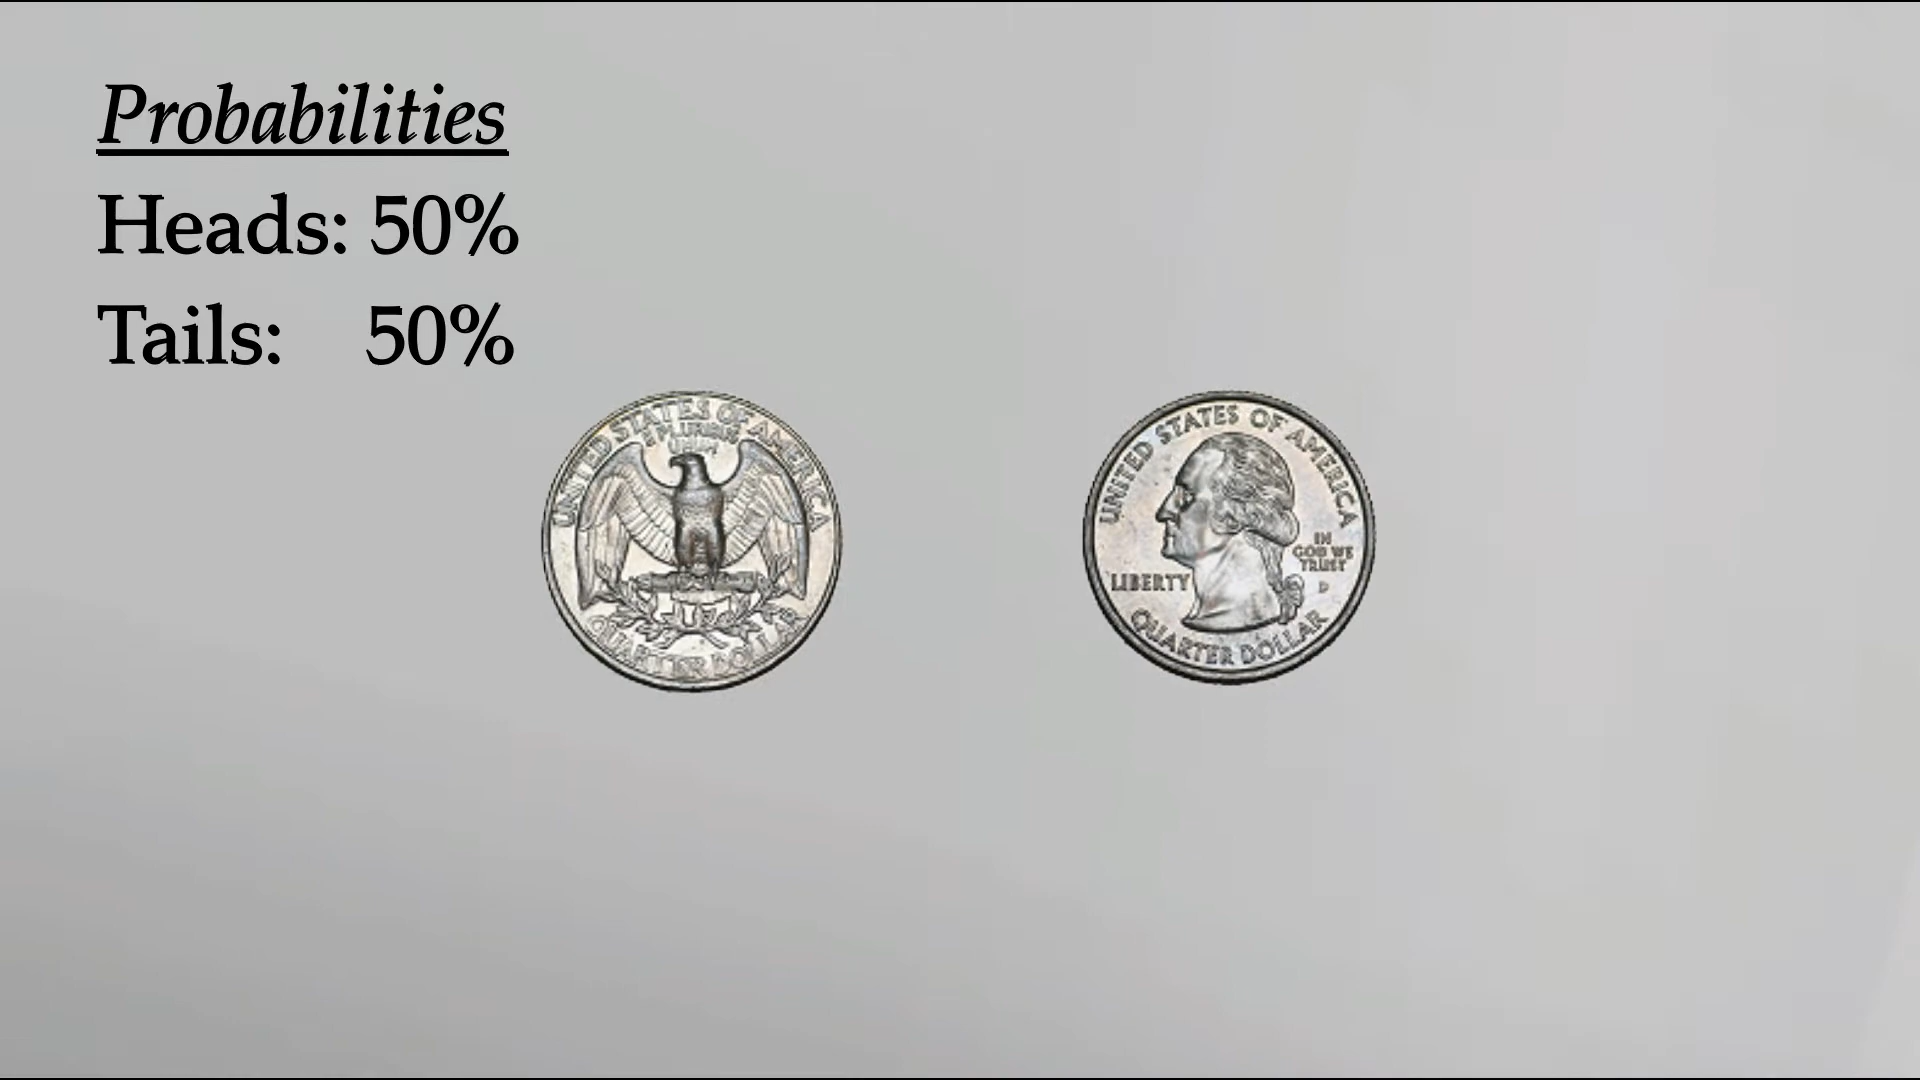 Probabilities
Heads: 50%
Tails: 50%
UNITED STATES OF AMERICA
E PLURIBUS
UNUM
QUARTER DOLLAR
UNITED STATES OF AMERICA
IN
GOD WE
TRUST
LIBERTY
D
QUARTER DOLLAR